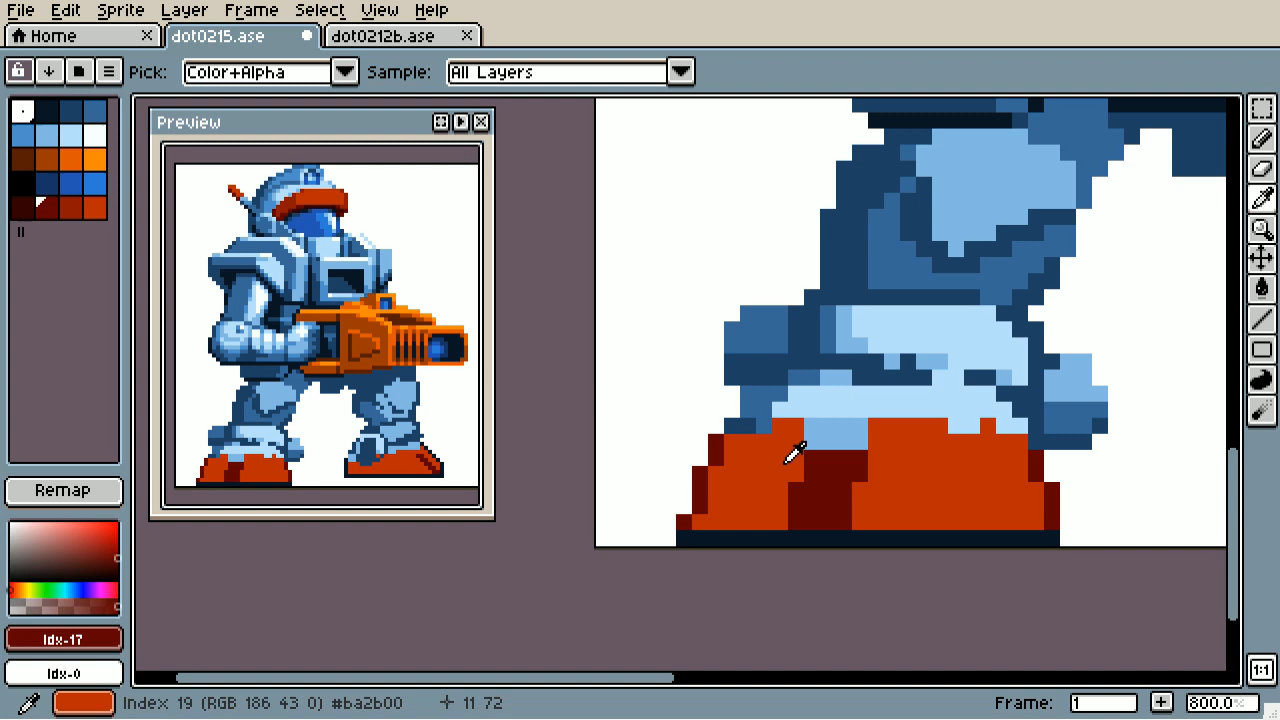 File Edit Sprite Layer Frame Select View Help
Home dot0215.ase dot0212b.ase
Pick: Color+Alpha Sample: All Layers
Preview
Remap
Idx-17
Idx-0
1:1
Index 19 (RGB 186 43 0) #ba2b00 11 72 Frame: 1 800.0%